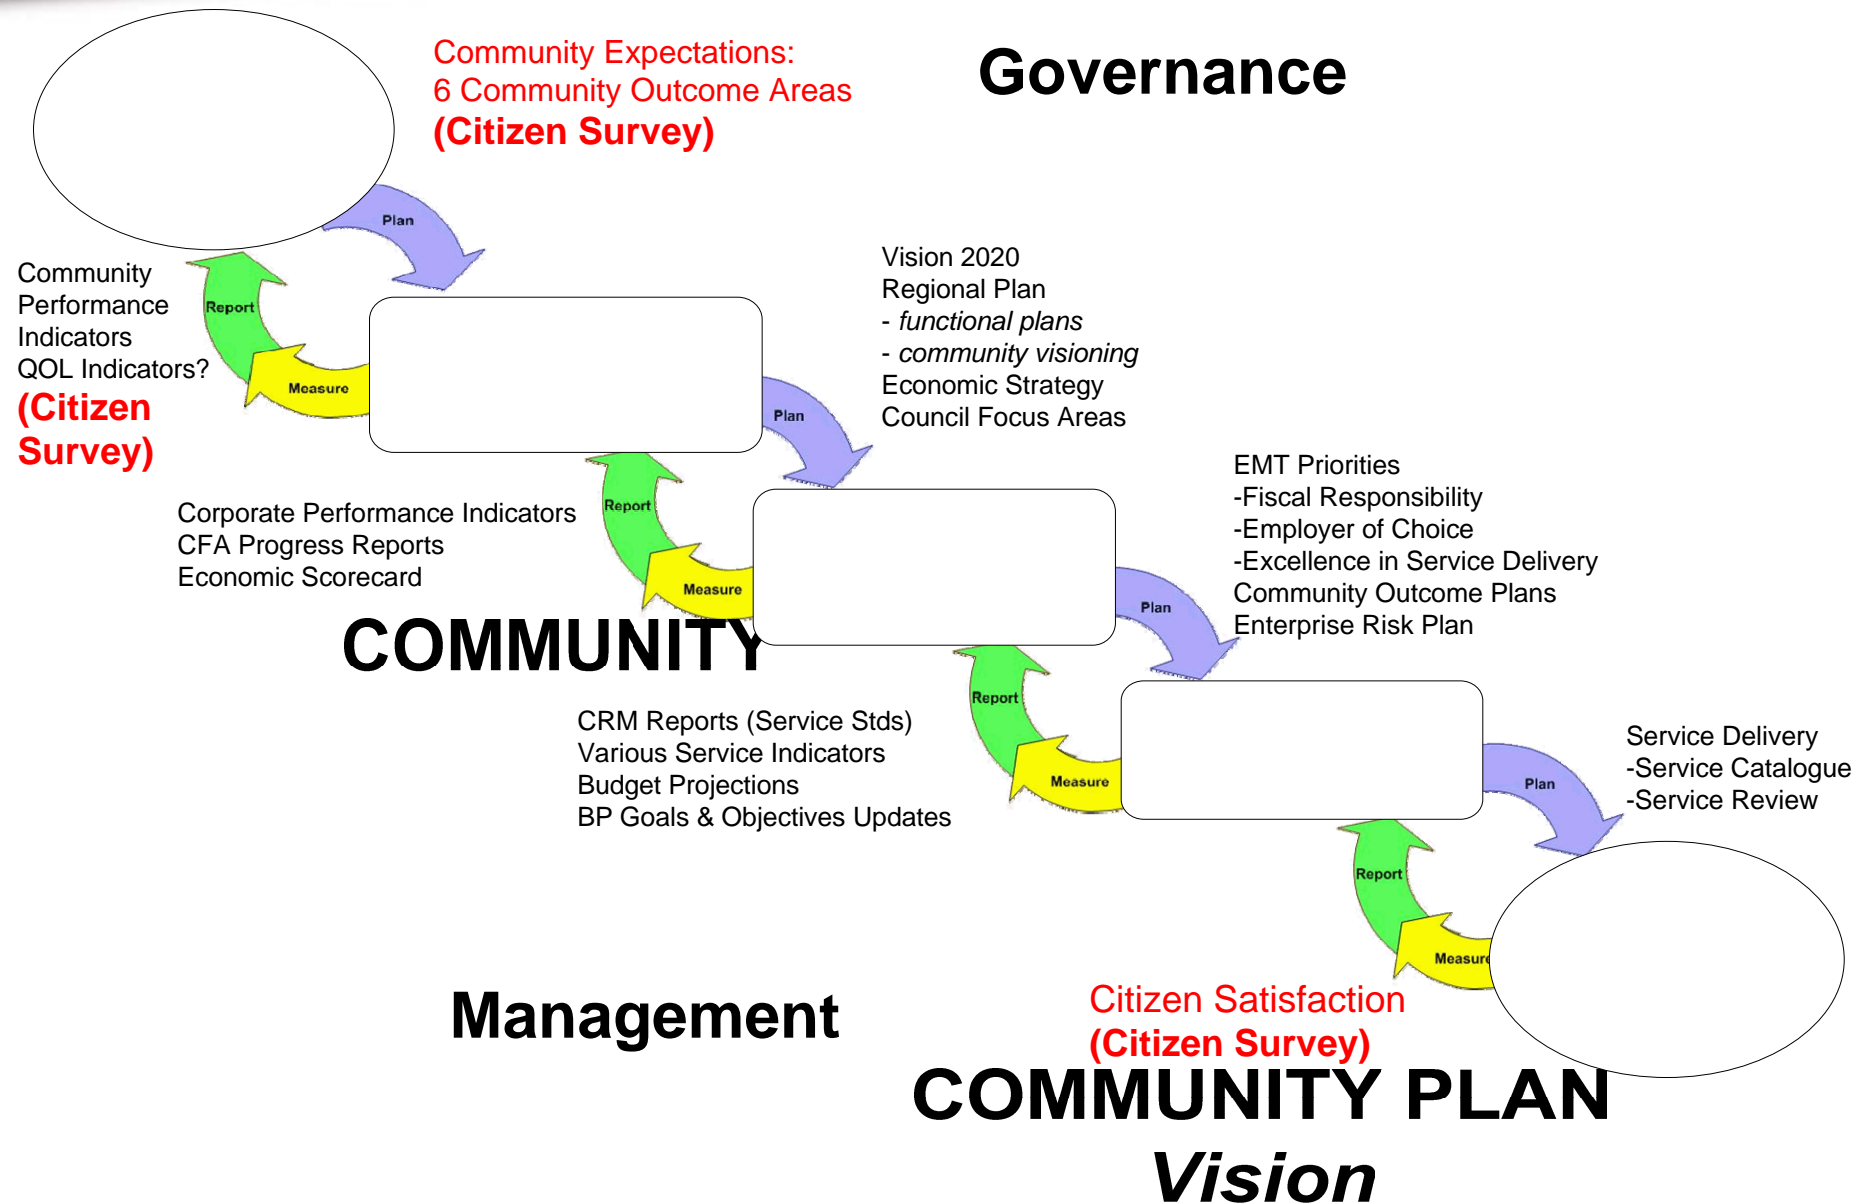 Community Expectations:
6 Community Outcome Areas
(Citizen Survey)
Governance
Plan
Community
Performance
Indicators
QOL Indicators?
(Citizen
Survey)
Report
Measure
Vision 2020
Regional Plan
- functional plans
- community visioning
Economic Strategy
Council Focus Areas
Plan
Corporate Performance Indicators
CFA Progress Reports
Economic Scorecard
Report
Measure
EMT Priorities
-Fiscal Responsibility
-Employer of Choice
-Excellence in Service Delivery
Community Outcome Plans
Enterprise Risk Plan
Plan
COMMUNITY
CRM Reports (Service Stds)
Various Service Indicators
Budget Projections
BP Goals & Objectives Updates
Report
Measure
Service Delivery
-Service Catalogue
-Service Review
Plan
Report
Measure
Management
Citizen Satisfaction
(Citizen Survey)
COMMUNITY PLAN
Vision